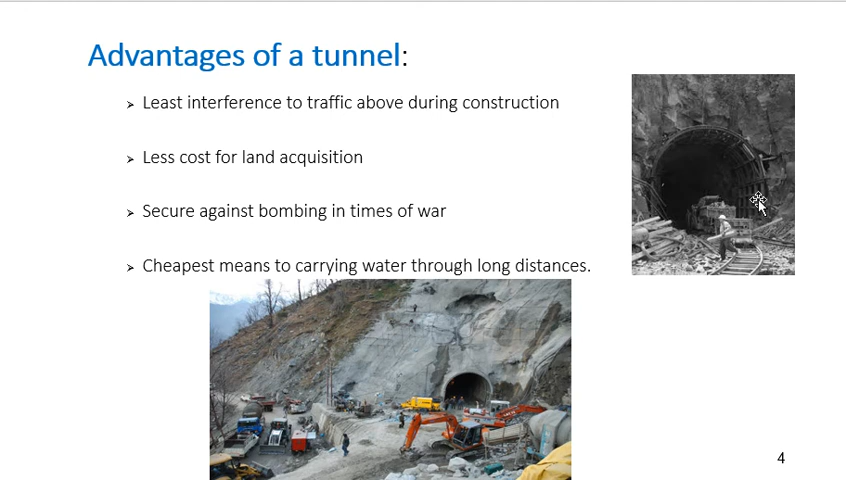 Advantages of a tunnel:
➢ Least interference to traffic above during construction
➢ Less cost for land acquisition
➢ Secure against bombing in times of war
➢ Cheapest means to carrying water through long distances.
4